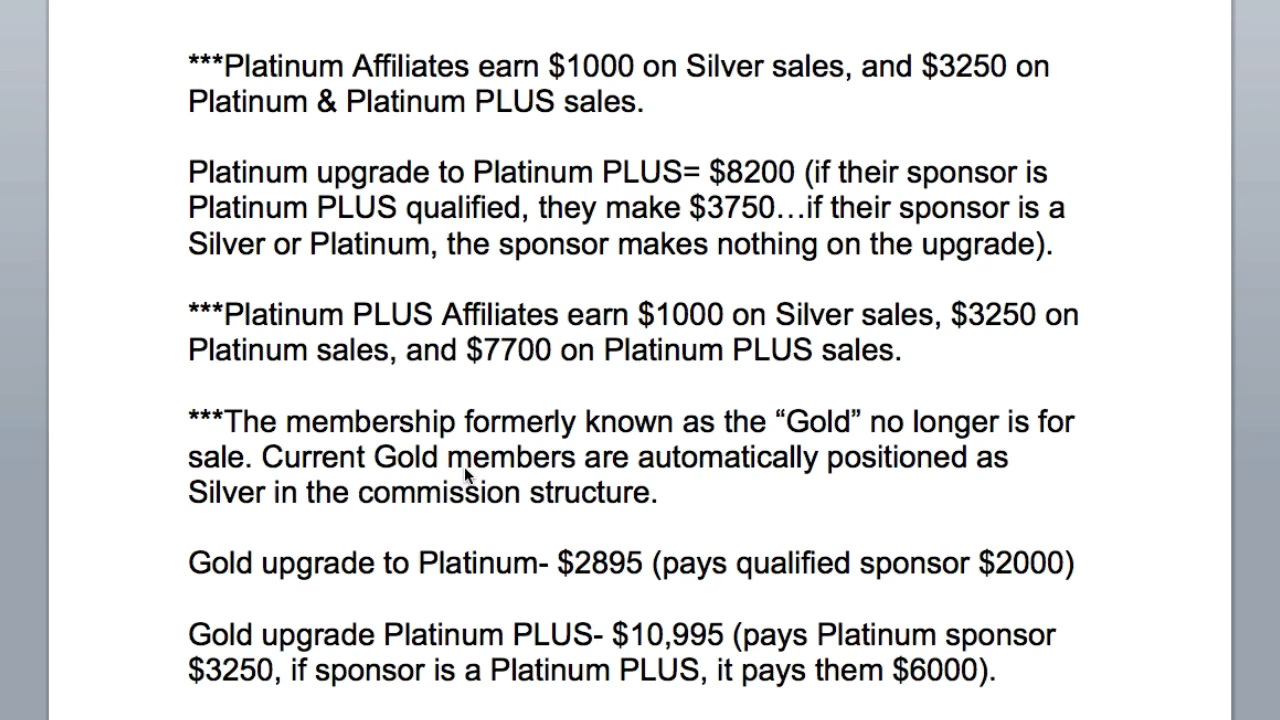 ***Platinum Affiliates earn $1000 on Silver sales, and $3250 on
Platinum & Platinum PLUS sales.
Platinum upgrade to Platinum PLUS= $8200 (if their sponsor is
Platinum PLUS qualified, they make $3750…if their sponsor is a
Silver or Platinum, the sponsor makes nothing on the upgrade).
***Platinum PLUS Affiliates earn $1000 on Silver sales, $3250 on
Platinum sales, and $7700 on Platinum PLUS sales.
***The membership formerly known as the “Gold” no longer is for
sale. Current Gold members are automatically positioned as
Silver in the commission structure.
Gold upgrade to Platinum- $2895 (pays qualified sponsor $2000)
Gold upgrade Platinum PLUS- $10,995 (pays Platinum sponsor
$3250, if sponsor is a Platinum PLUS, it pays them $6000).